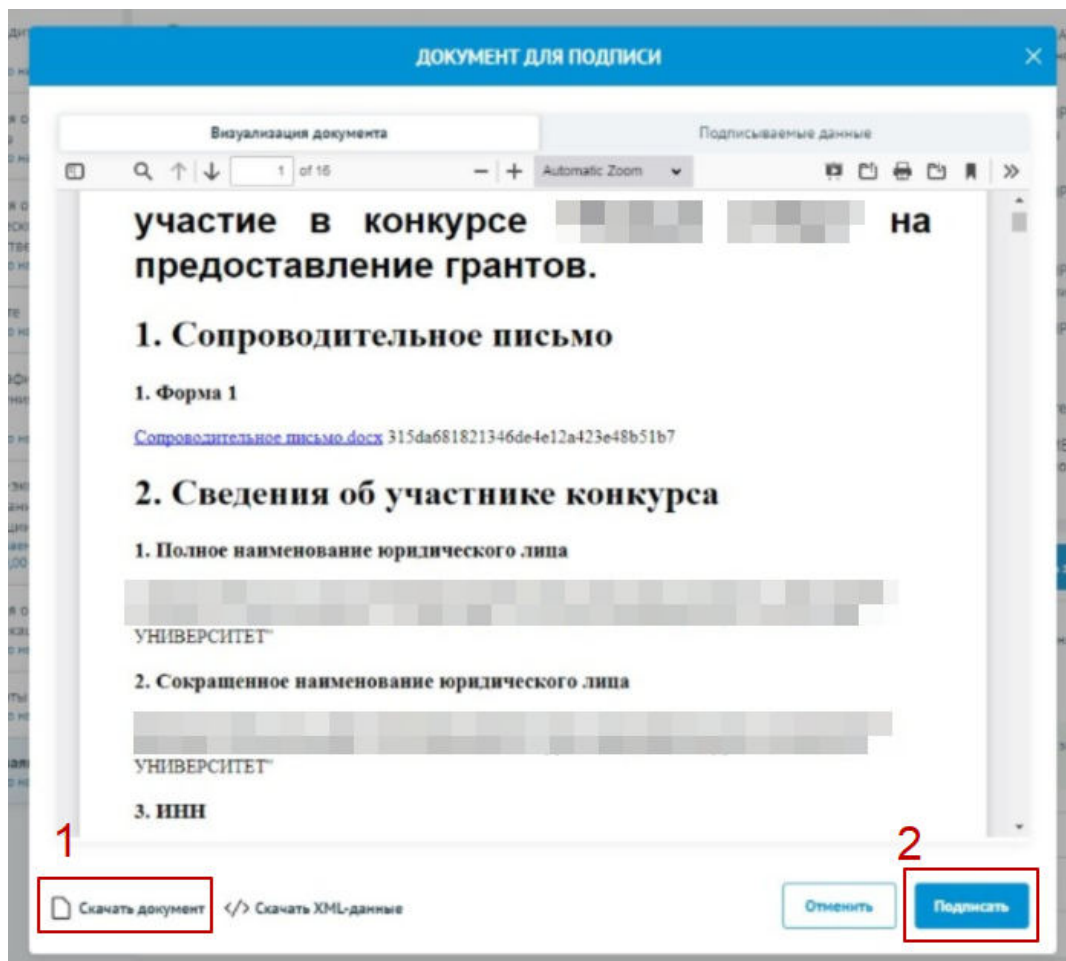 ДОКУМЕНТ ДЛЯ ПОДПИСИ
Визуализация документа
Подписываемые данные
1 of 16
Automatic Zoom
участие в конкурсе на
предоставление грантов.
1. Сопроводительное письмо
1. Форма 1
Сопроводительное письмо.docx 315da681821346de4e12a423e48b51b7
2. Сведения об участнике конкурса
1. Полное наименование юридического лица
УНИВЕРСИТЕТ"
2. Сокращенное наименование юридического лица
УНИВЕРСИТЕТ"
3. ИНН
1
2
Скачать документ
</> Скачать XML-данные
Отменить
Подписать